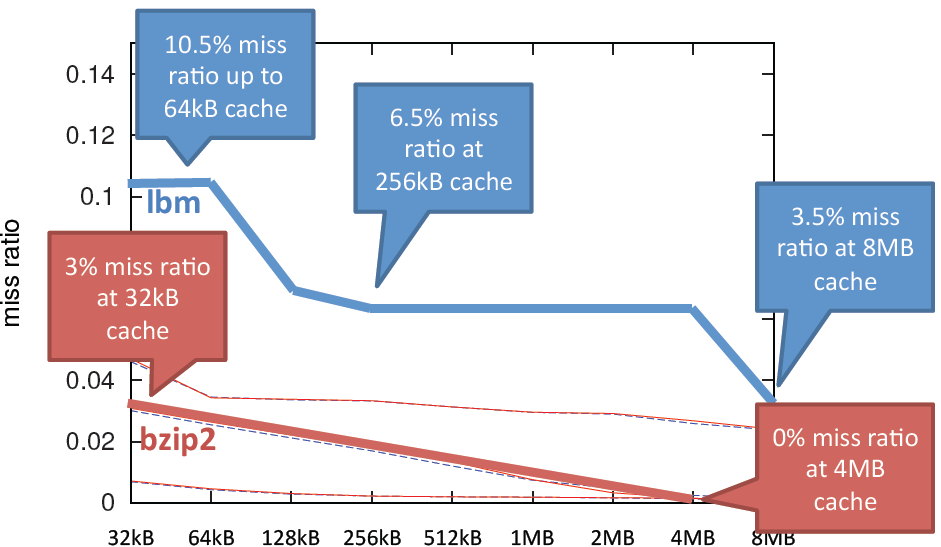 10.5% miss
ratio up to
64kB cache
6.5% miss
ratio at
256kB cache
3.5% miss
ratio at 8MB
cache
3% miss ratio
at 32kB
cache
0% miss ratio
at 4MB
cache
lbm
bzip2
miss ratio
0.14
0.12
0.1
0.04
0.02
0
32kB 64kB 128kB 256kB 512kB 1MB 2MB 4MB 8MB